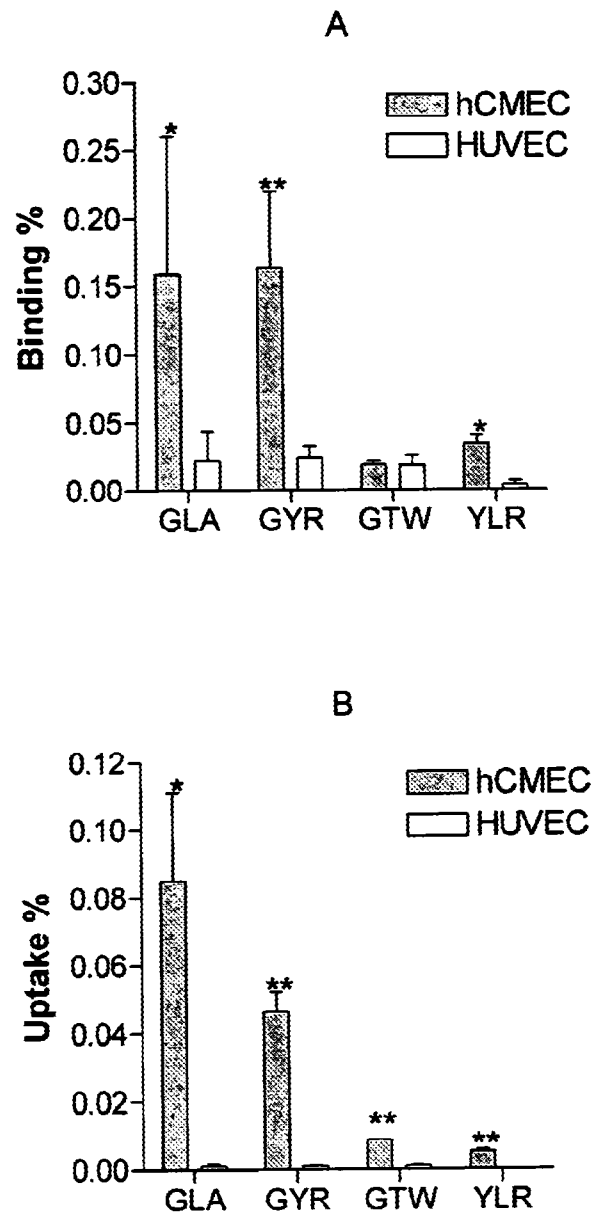 A
0.30
0.25
0.20
0.15
0.10
0.05
0.00
Binding %
hCMEC
HUVEC
*
**
*
GLA GYR GTW YLR
B
0.12
0.10
0.08
0.06
0.04
0.02
0.00
Uptake %
hCMEC
HUVEC
*
**
**
**
GLA GYR GTW YLR